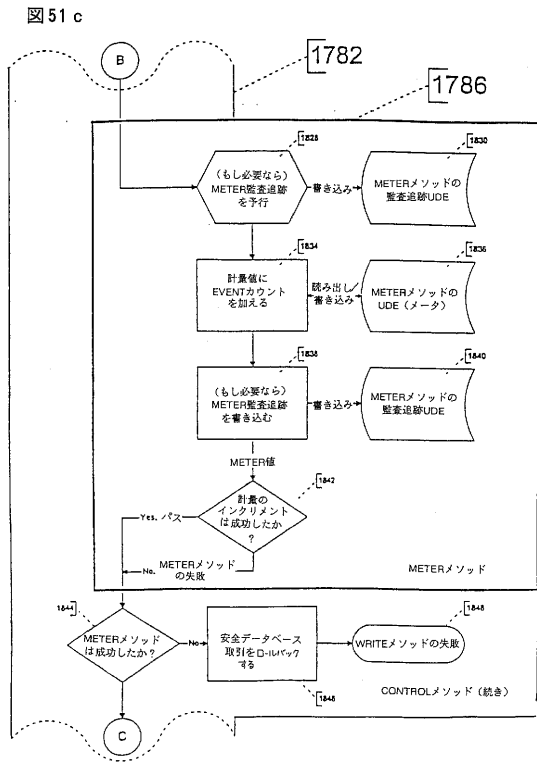 図51 c
B
1782
1786
1828
(もし必要なら)
METER監査追跡
を予行
書き込み
1830
METERメソッドの
監査追跡UDE
1834
計量値に
EVENTカウント
を加える
読み出し/
書き込み
1836
METERメソッドの
UDE(メータ)
1838
(もし必要なら)
METER監査追跡
を書き込む
書き込み
1840
METERメソッドの
監査追跡UDE
METER値
1842
計量の
インクリメント
は成功したか
?
Yes、パス
No、METERメソッド
の失敗
METERメソッド
1844
METERメソッド
は成功したか?
No
安全データベース
取引をロールバック
する
1846
1848
WRITEメソッドの失敗
CONTROLメソッド(続き)
C